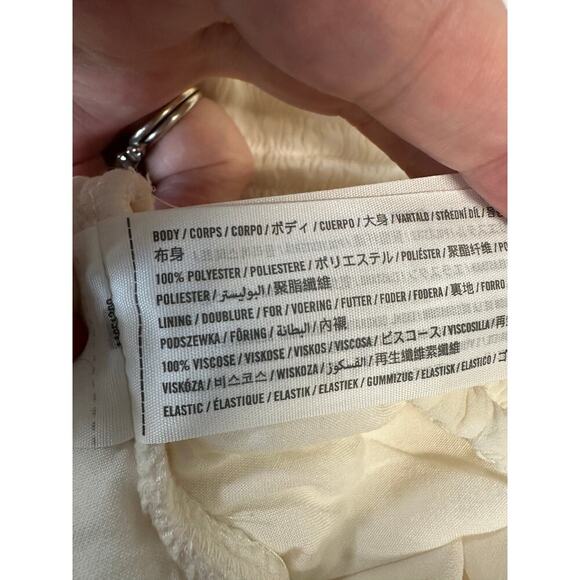 BODY / CORPS / CORPO / ボディ / CUERPO / 大身 / VARTALO / STŘEDNÍ DÍL /
布身
100% POLYESTER / POLIESTERE / ポリエステル / POLIÉSTER / 聚酯纤维 / PO
POLIESTER / البوليستر / 聚脂纖維
LINING / DOUBLURE / FOR / VOERING / FUTTER / FODER / FODERA / 裏地 / FORRO
PODSZEWKA / FÖRING / البطانة / 內襯
100% VISCOSE / VISKOSE / VISKOS / VISCOSA / ビスコース / VISCOSILLA / 再
VISKÓZA / 비스코스 / WISKOZA / الفسكوز / 再生纖維素纖維
ELASTIC / ÉLASTIQUE / ELASTIK / ELASTIEK / GUMMIZUG / ELASTISK / ELASTICO / ゴ